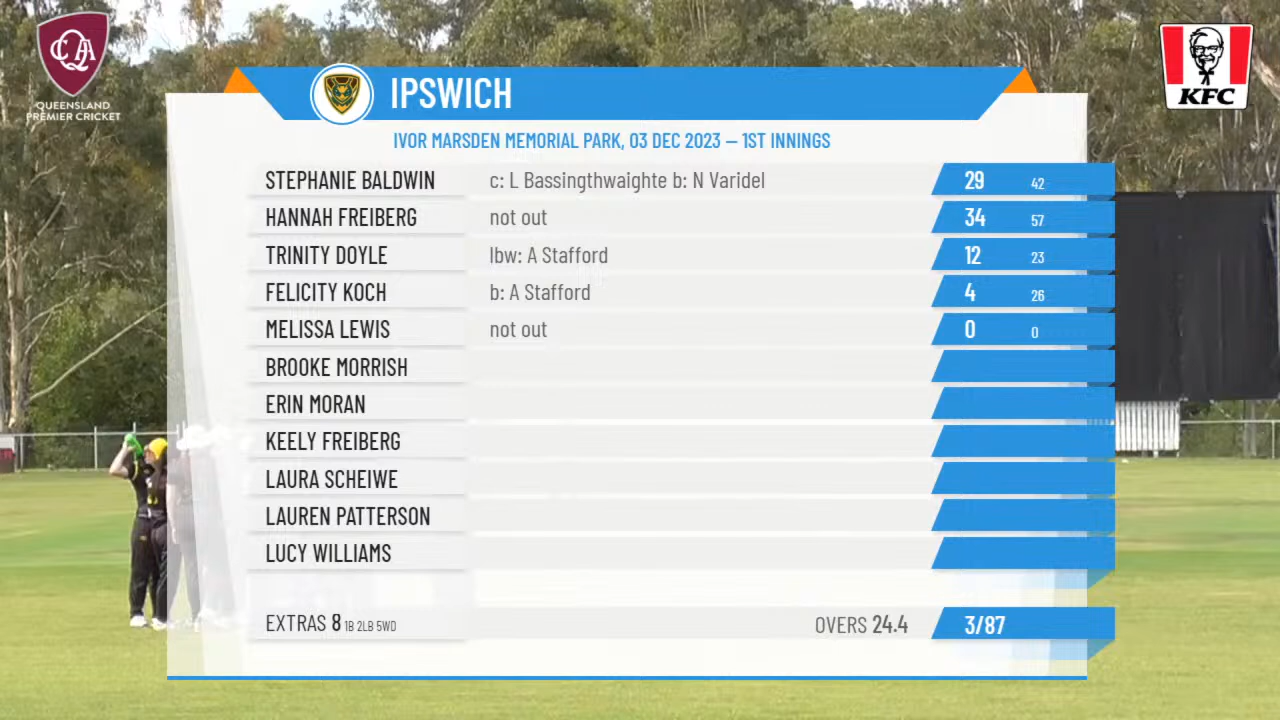 QUEENSLAND
PREMIER CRICKET
KFC
IPSWICH
IVOR MARSDEN MEMORIAL PARK, 03 DEC 2023 – 1ST INNINGS
STEPHANIE BALDWIN c: L Bassingthwaighte b: N Varidel 29 42
HANNAH FREIBERG not out 34 57
TRINITY DOYLE lbw: A Stafford 12 23
FELICITY KOCH b: A Stafford 4 26
MELISSA LEWIS not out 0 0
BROOKE MORRISH
ERIN MORAN
KEELY FREIBERG
LAURA SCHEIWE
LAUREN PATTERSON
LUCY WILLIAMS
EXTRAS 8 1B 2LB 5WD OVERS 24.4 3/87